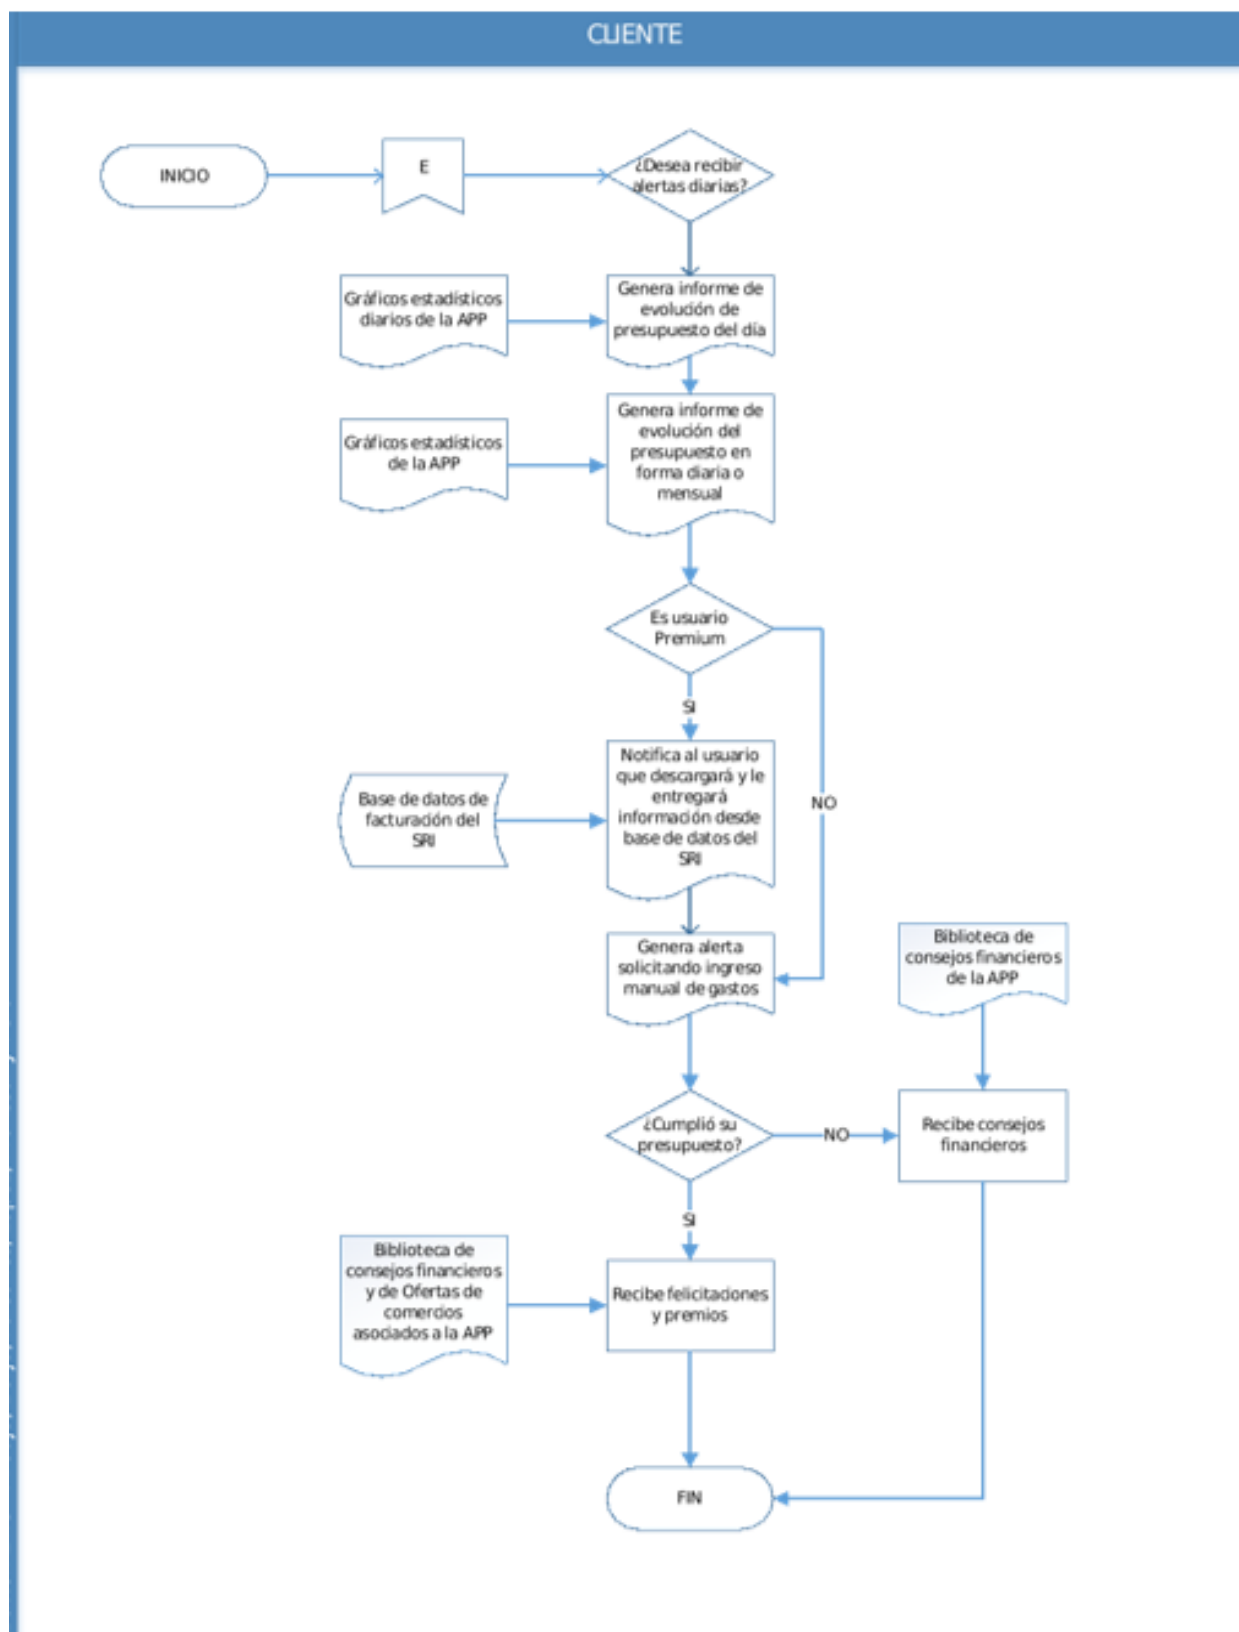 CLIENTE
INICIO
E
¿Desea recibir
alertas diarias?
Gráficos estadísticos
diarios de la APP
Genera informe de
evolución de
presupuesto del día
Gráficos estadísticos
de la APP
Genera informe de
evolución del
presupuesto en
forma diaria o
mensual
Es usuario
Premium
SI
NO
Base de datos de
facturación del
SRI
Notifica al usuario
que descargará y le
entregará
información desde
base de datos del
SRI
Genera alerta
solicitando ingreso
manual de gastos
Biblioteca de
consejos financieros
de la APP
¿Cumplió su
presupuesto?
NO
Recibe consejos
financieros
SI
Biblioteca de
consejos financieros
y de Ofertas de
comercios
asociados a la APP
Recibe felicitaciones
y premios
FIN